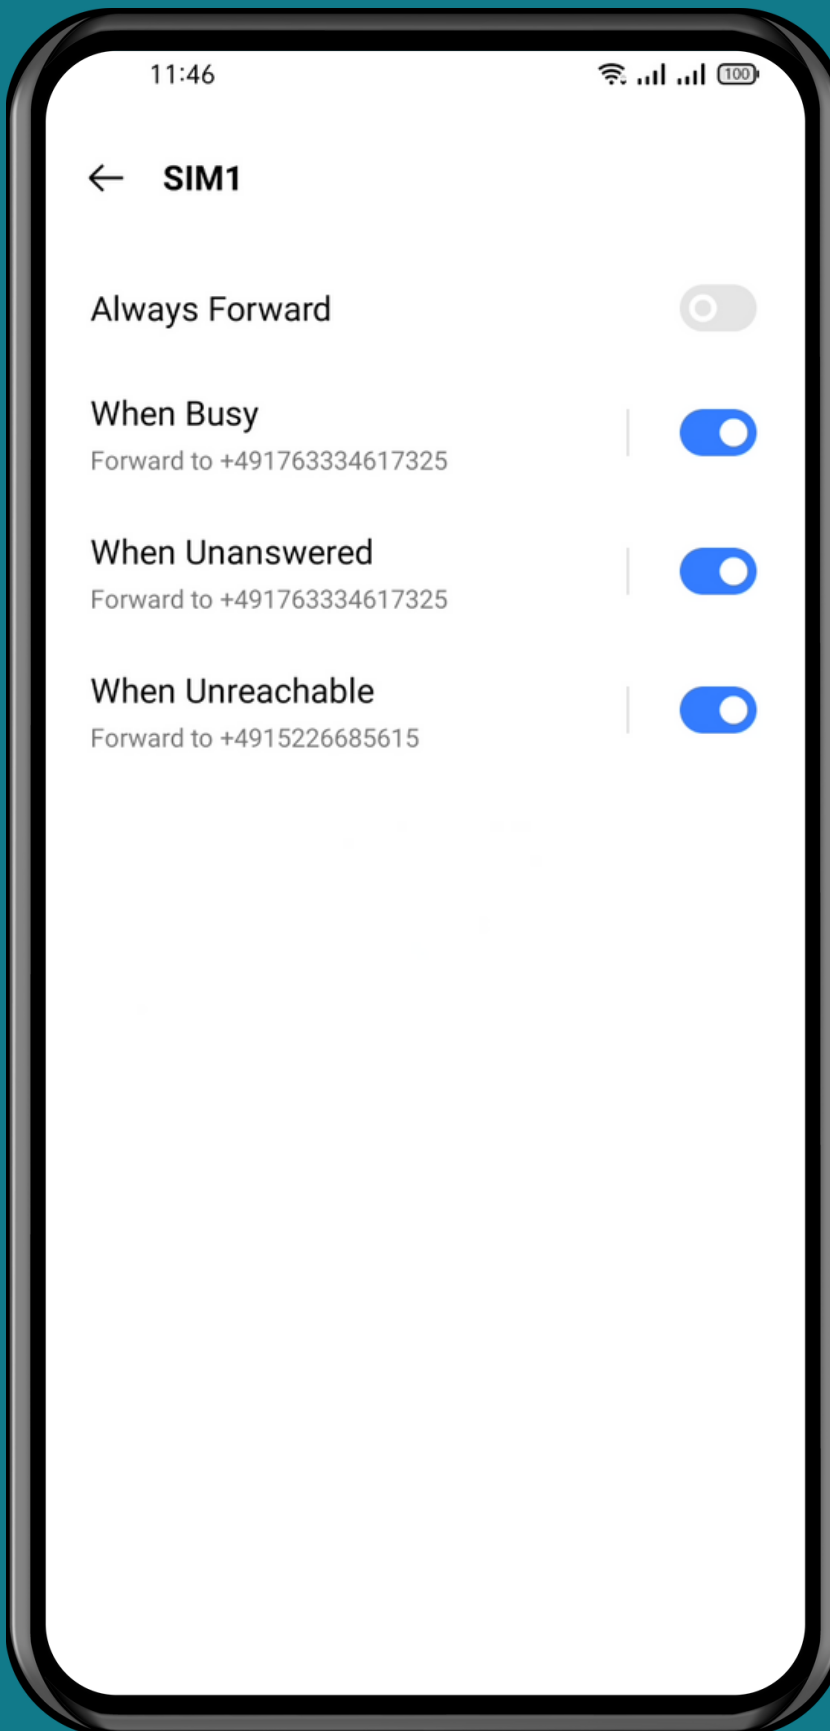 11:46
100
SIM1
Always Forward
When Busy
Forward to +491763334617325
When Unanswered
Forward to +491763334617325
When Unreachable
Forward to +4915226685615